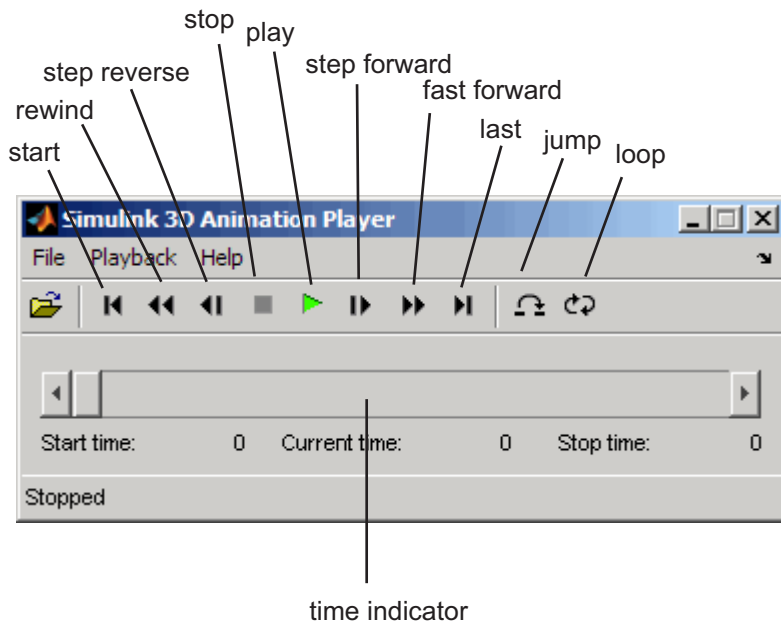 stop
play
step reverse
step forward
rewind
fast forward
start
last
jump
loop
Simulink 3D Animation Player
File Playback Help
Start time: 0 Current time: 0 Stop time: 0
Stopped
time indicator